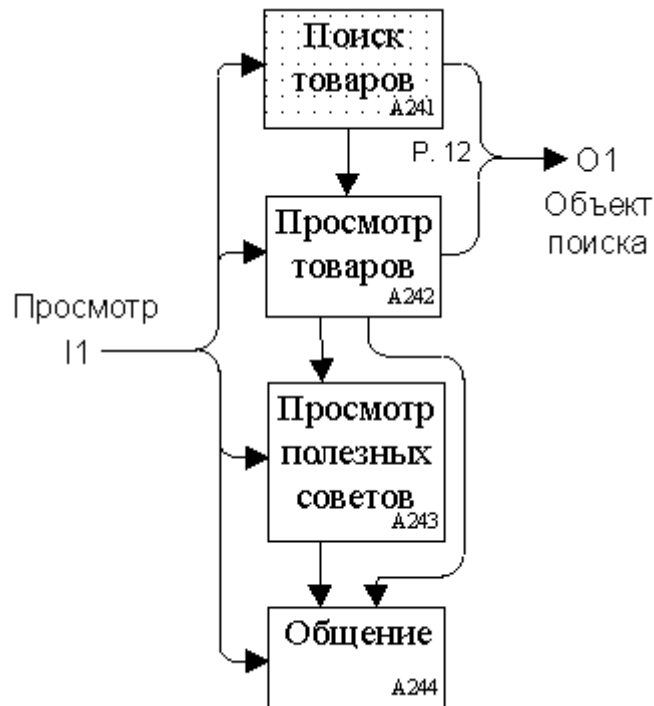 Поиск
товаров
A241
P. 12
O1
Объект
поиска
Просмотр
товаров
A242
Просмотр
I1
Просмотр
полезных
советов
A243
Общение
A244